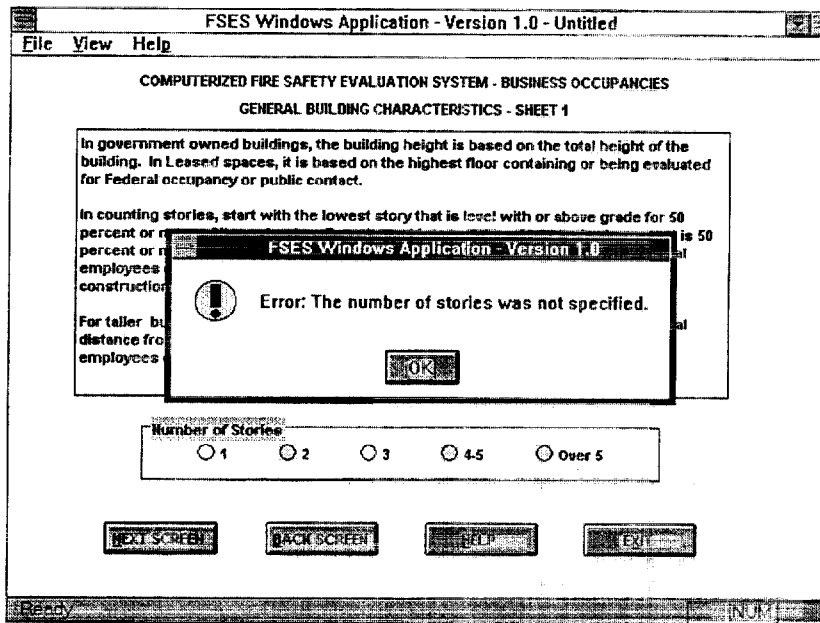 FSES Windows Application - Version 1.0 - Untitled
File View Help
COMPUTERIZED FIRE SAFETY EVALUATION SYSTEM - BUSINESS OCCUPANCIES
GENERAL BUILDING CHARACTERISTICS - SHEET 1
In government owned buildings, the building height is based on the total height of the
building. In Leased spaces, it is based on the highest floor containing or being evaluated
for Federal occupancy or public contact.
In counting stories, start with the lowest story that is level with or above grade for 50
percent or is 50
percent or
employees
construction
For taller
distance
employees
FSES Windows Application - Version 1.0
Error: The number of stories was not specified.
OK
Number of Stories
1 2 3 4-5 Over 5
NEXT SCREEN BACK SCREEN HELP EXIT
Ready NUM